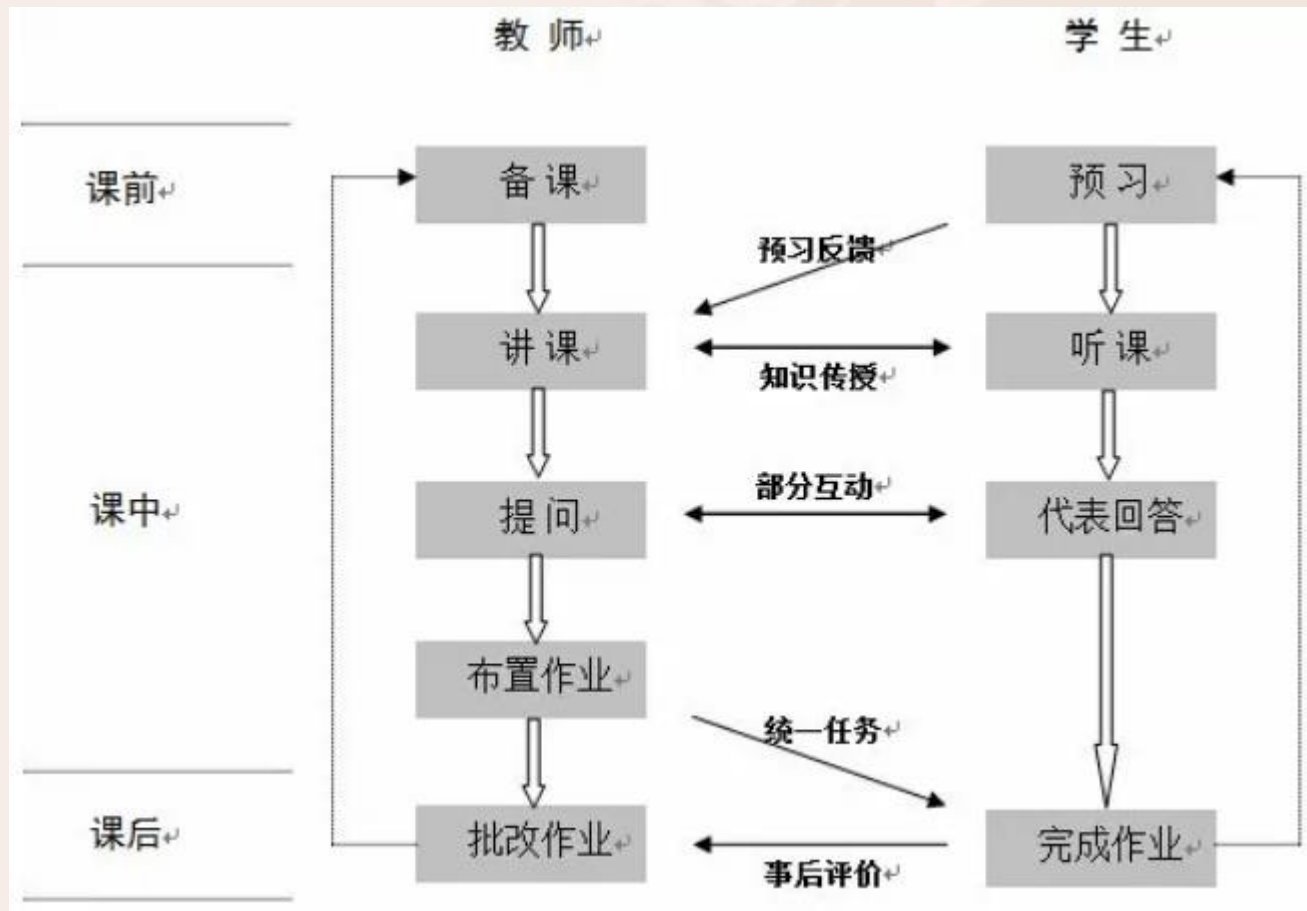 教 师 学 生
课前 备 课 预 习
预习反馈
讲 课 听 课
知识传授
部分互动
课中 提 问 代表回答
布置作业
统一任务
课后 批改作业 完成作业
事后评价